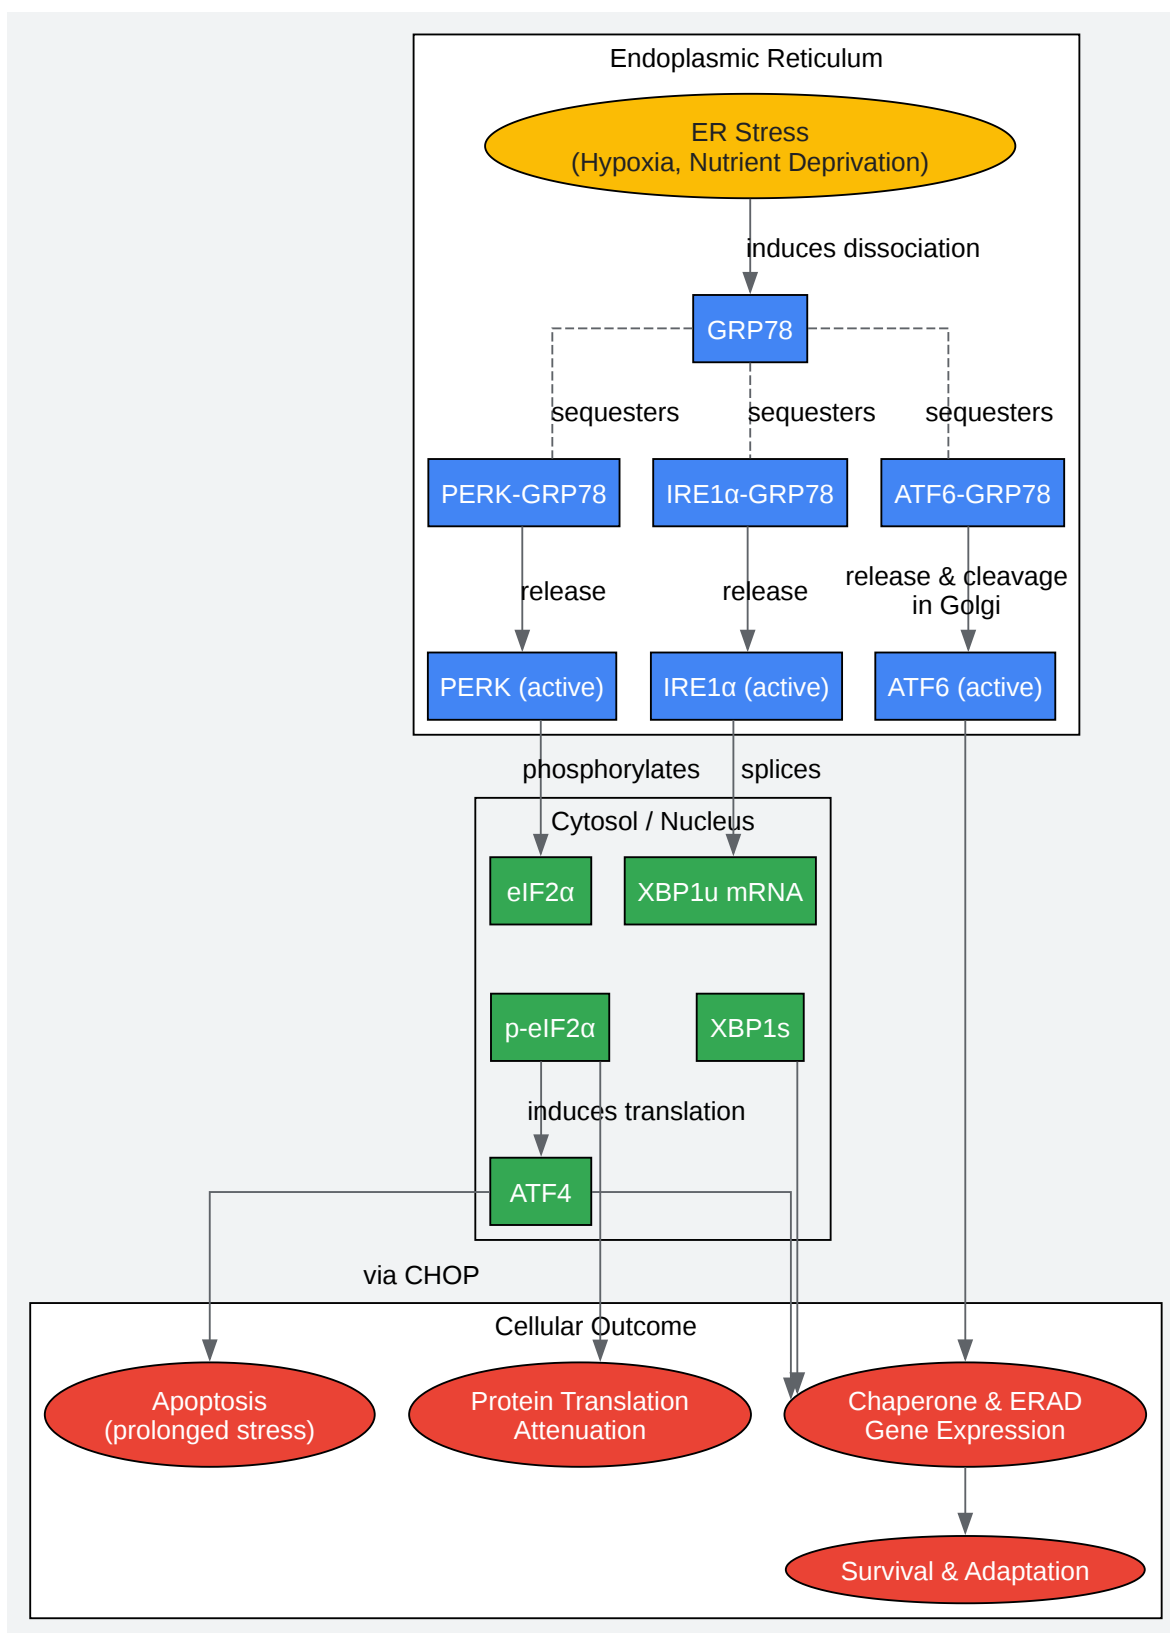 Endoplasmic Reticulum
ER Stress
(Hypoxia, Nutrient Deprivation)
induces dissociation
GRP78
sequesters
sequesters
sequesters
PERK-GRP78
IRE1α-GRP78
ATF6-GRP78
release
release
release & cleavage
in Golgi
PERK (active)
IRE1α (active)
ATF6 (active)
phosphorylates
splices
Cytosol / Nucleus
eIF2α
XBP1u mRNA
p-eIF2α
XBP1s
induces translation
ATF4
via CHOP
Cellular Outcome
Apoptosis
(prolonged stress)
Protein Translation
Attenuation
Chaperone & ERAD
Gene Expression
Survival & Adaptation